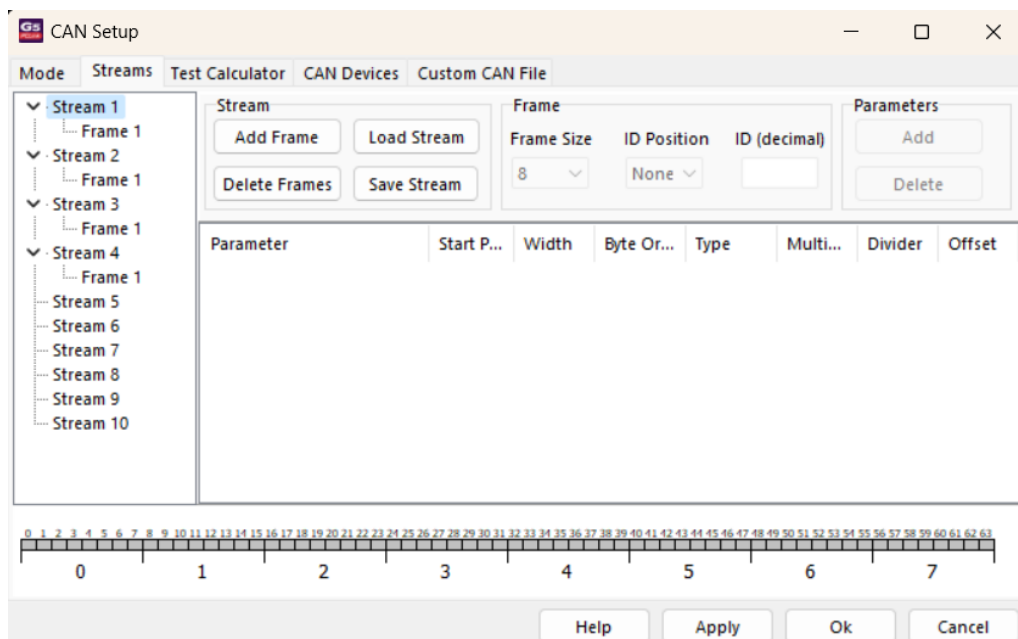 G5
CAN Setup
Mode Streams Test Calculator CAN Devices Custom CAN File
Stream 1
Frame 1
Stream 2
Frame 1
Stream 3
Frame 1
Stream 4
Frame 1
Stream 5
Stream 6
Stream 7
Stream 8
Stream 9
Stream 10
Stream
Add Frame Load Stream
Delete Frames Save Stream
Frame
Frame Size ID Position ID (decimal)
8 None
Parameters
Add
Delete
Parameter Start P... Width Byte Or... Type Multi... Divider Offset
0 1 2 3 4 5 6 7 8 9 10 11 12 13 14 15 16 17 18 19 20 21 22 23 24 25 26 27 28 29 30 31 32 33 34 35 36 37 38 39 40 41 42 43 44 45 46 47 48 49 50 51 52 53 54 55 56 57 58 59 60 61 62 63
0 1 2 3 4 5 6 7
Help Apply Ok Cancel